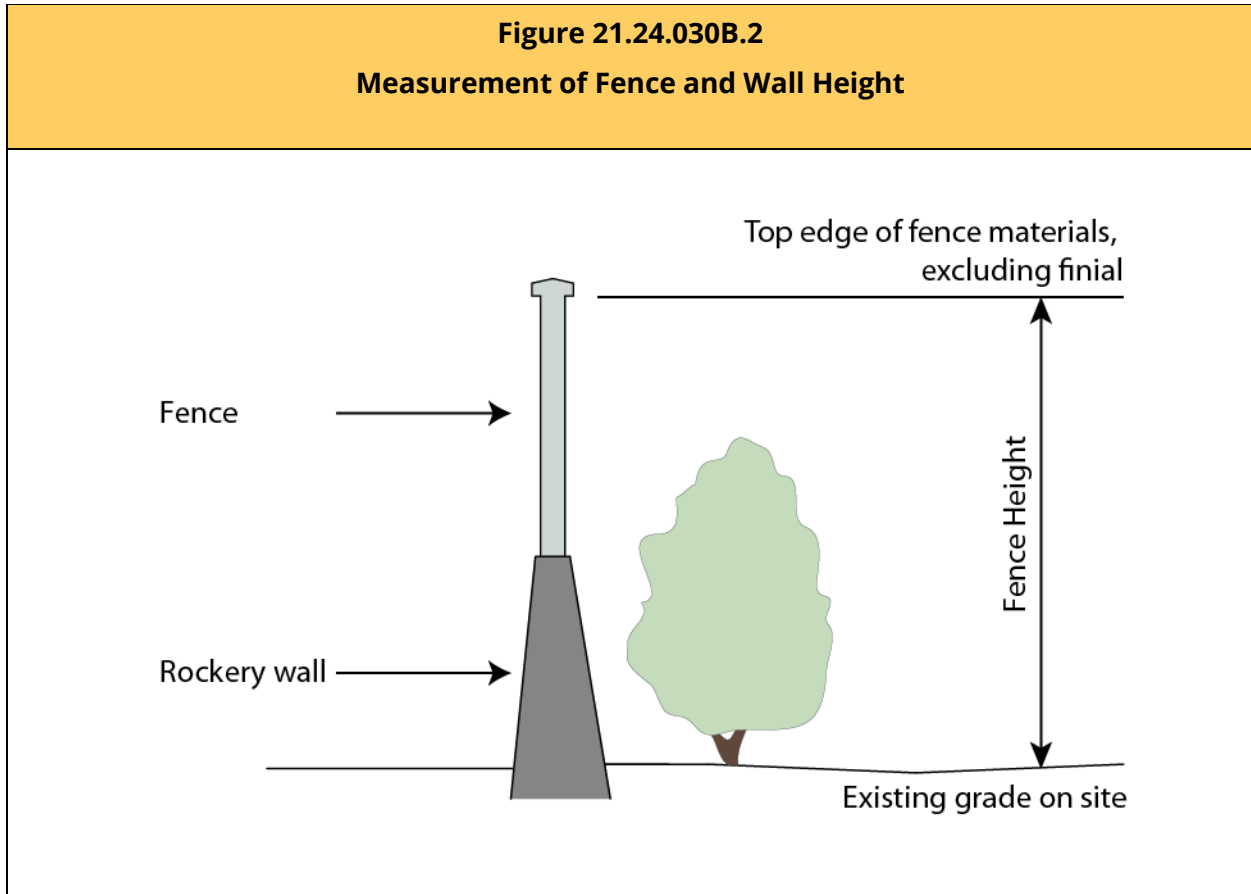 Figure 21.24.030B.2
Measurement of Fence and Wall Height
Top edge of fence materials,
excluding finial
Fence
Fence Height
Rockery wall
Existing grade on site